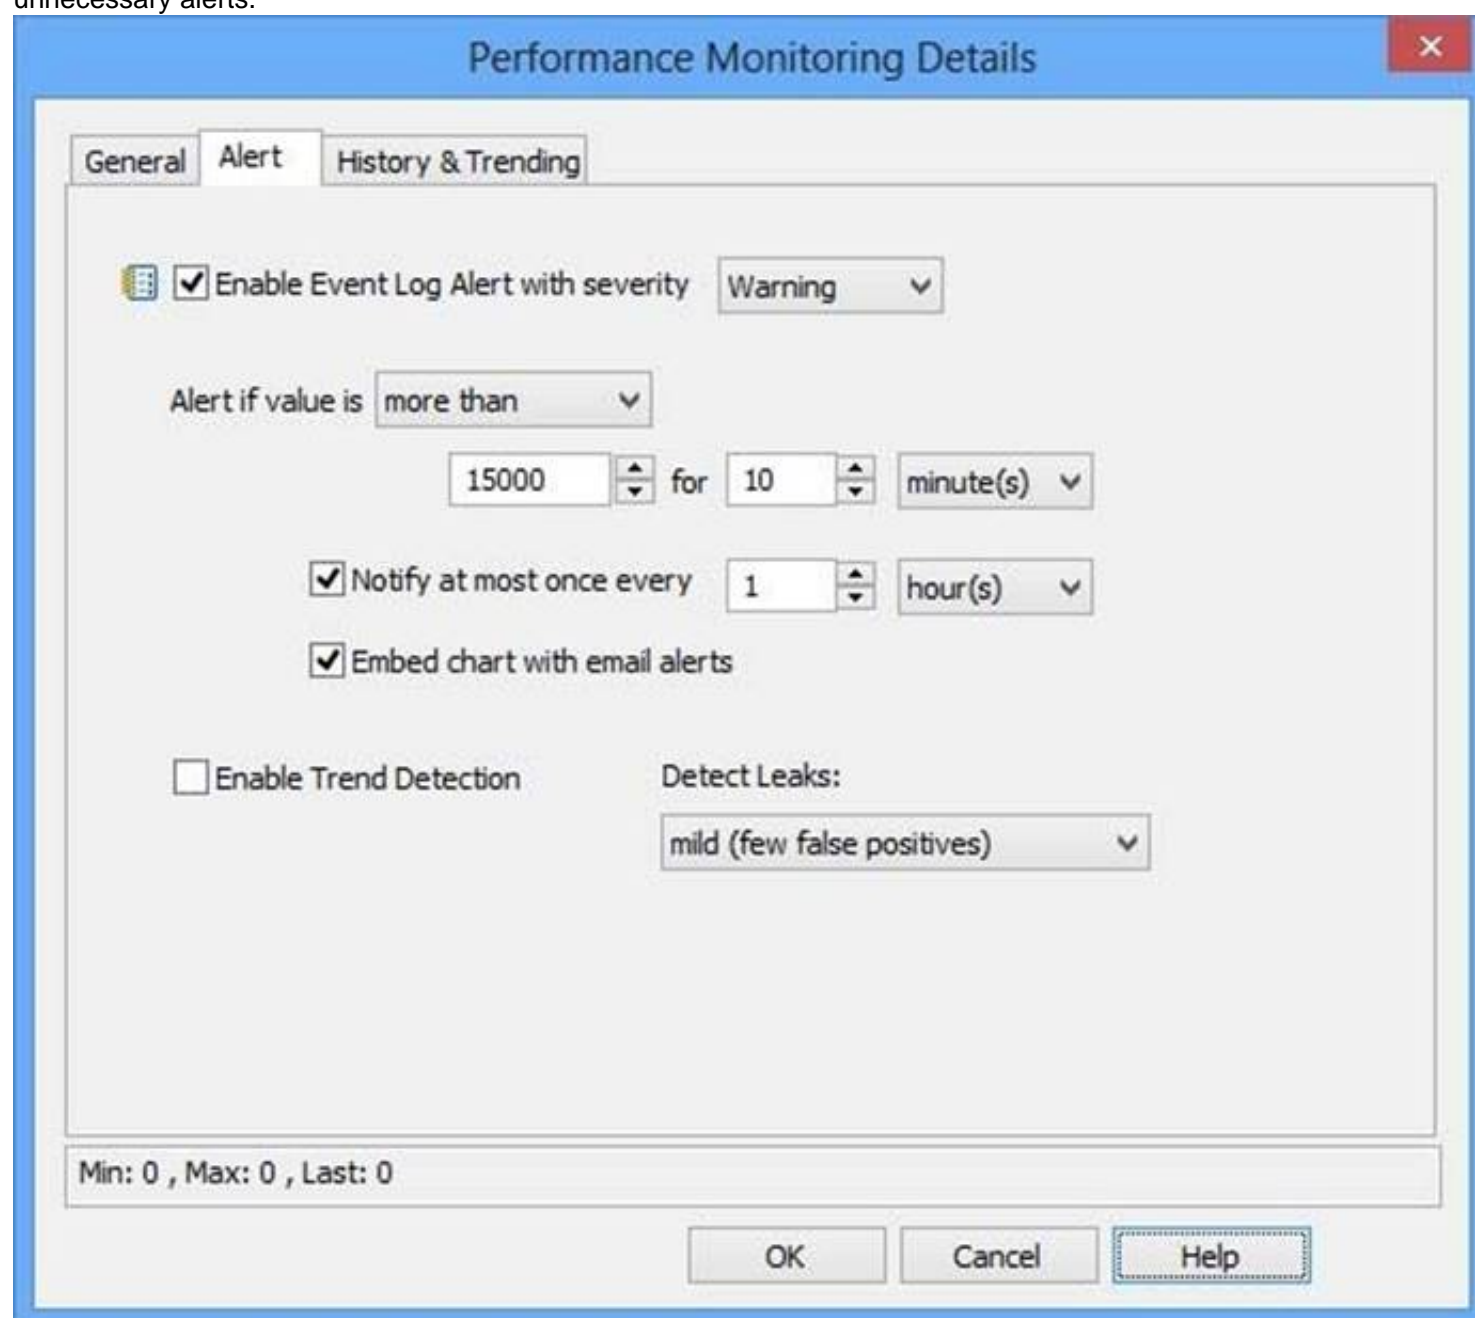 unnecessary alerts.
Performance Monitoring Details
General Alert History & Trending
Enable Event Log Alert with severity Warning
Alert if value is more than
15000 for 10 minute(s)
Notify at most once every 1 hour(s)
Embed chart with email alerts
Enable Trend Detection Detect Leaks:
mild (few false positives)
Min: 0 , Max: 0 , Last: 0
OK Cancel Help